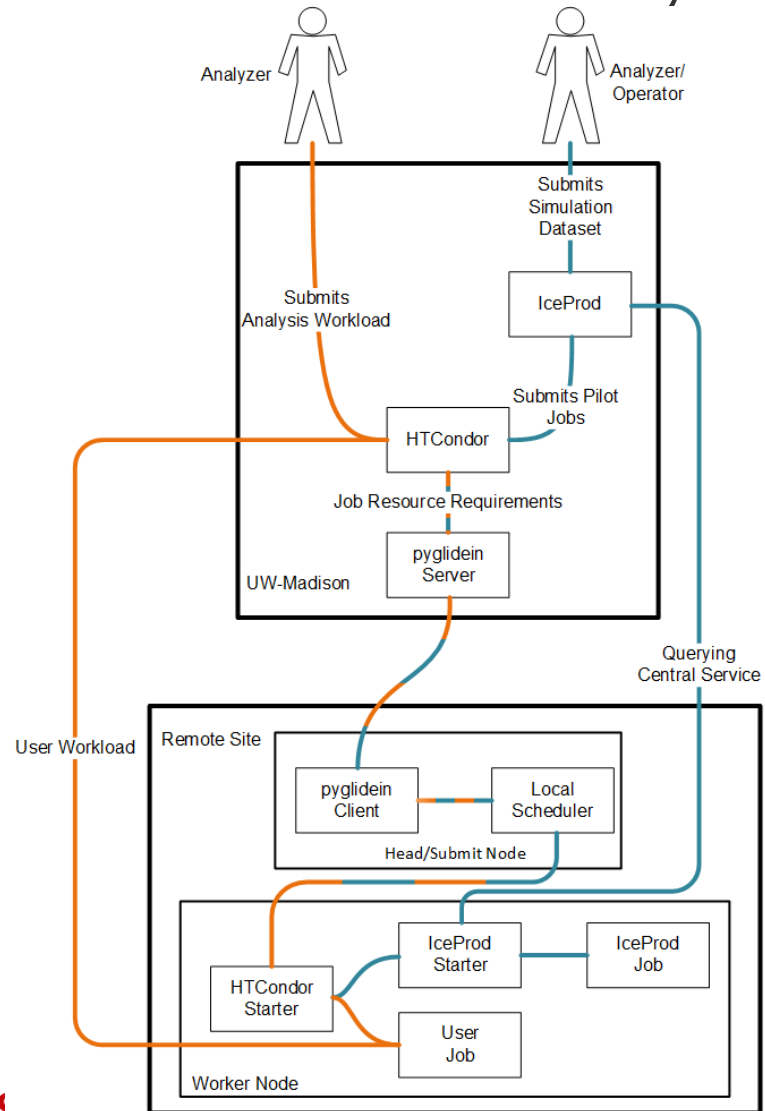 Analyzer
Analyzer/
Operator
Submits
Simulation
Dataset
IceProd
Submits
Analysis Workload
Submits Pilot
Jobs
HTCondor
Job Resource Requirements
pyglidein
Server
UW-Madison
Querying
Central Service
User Workload
Remote Site
pyglidein
Client
Local
Scheduler
Head/Submit Node
IceProd
Starter
IceProd
Job
HTCondor
Starter
User
Job
Worker Node